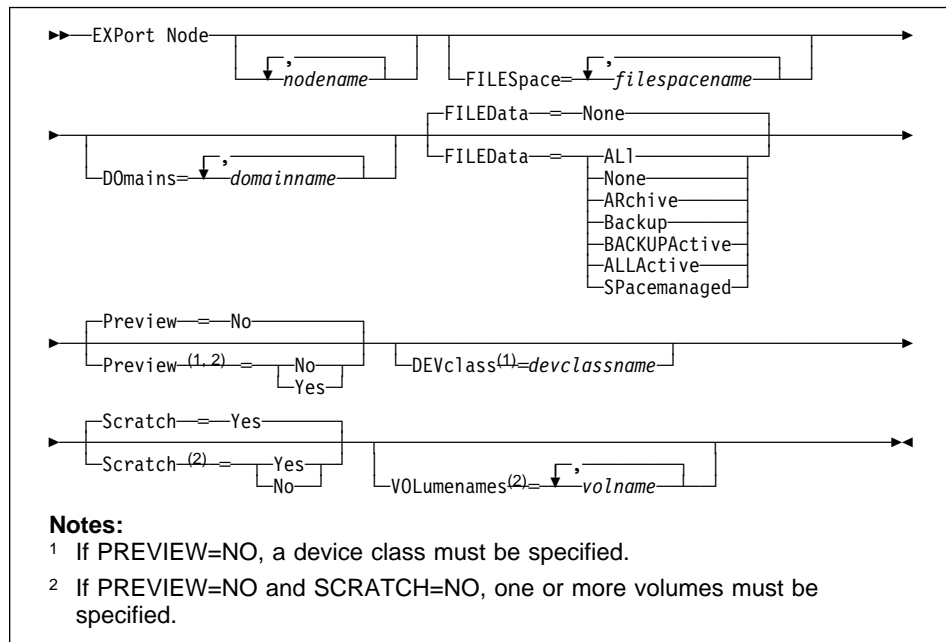 EXPort Node
,
nodename
,
FILESpace= filespacename
,
DOmains= domainname
FILEData = None
FILEData = ALl
None
ARchive
Backup
BACKUPActive
ALLActive
SPacemanaged
Preview = No
Preview (1, 2) = No
Yes
DEVclass(1)=devclassname
Scratch = Yes
Scratch (2) = Yes
No
,
VOLumenames(2)= volname
Notes:
1 If PREVIEW=NO, a device class must be specified.
2 If PREVIEW=NO and SCRATCH=NO, one or more volumes must be
specified.